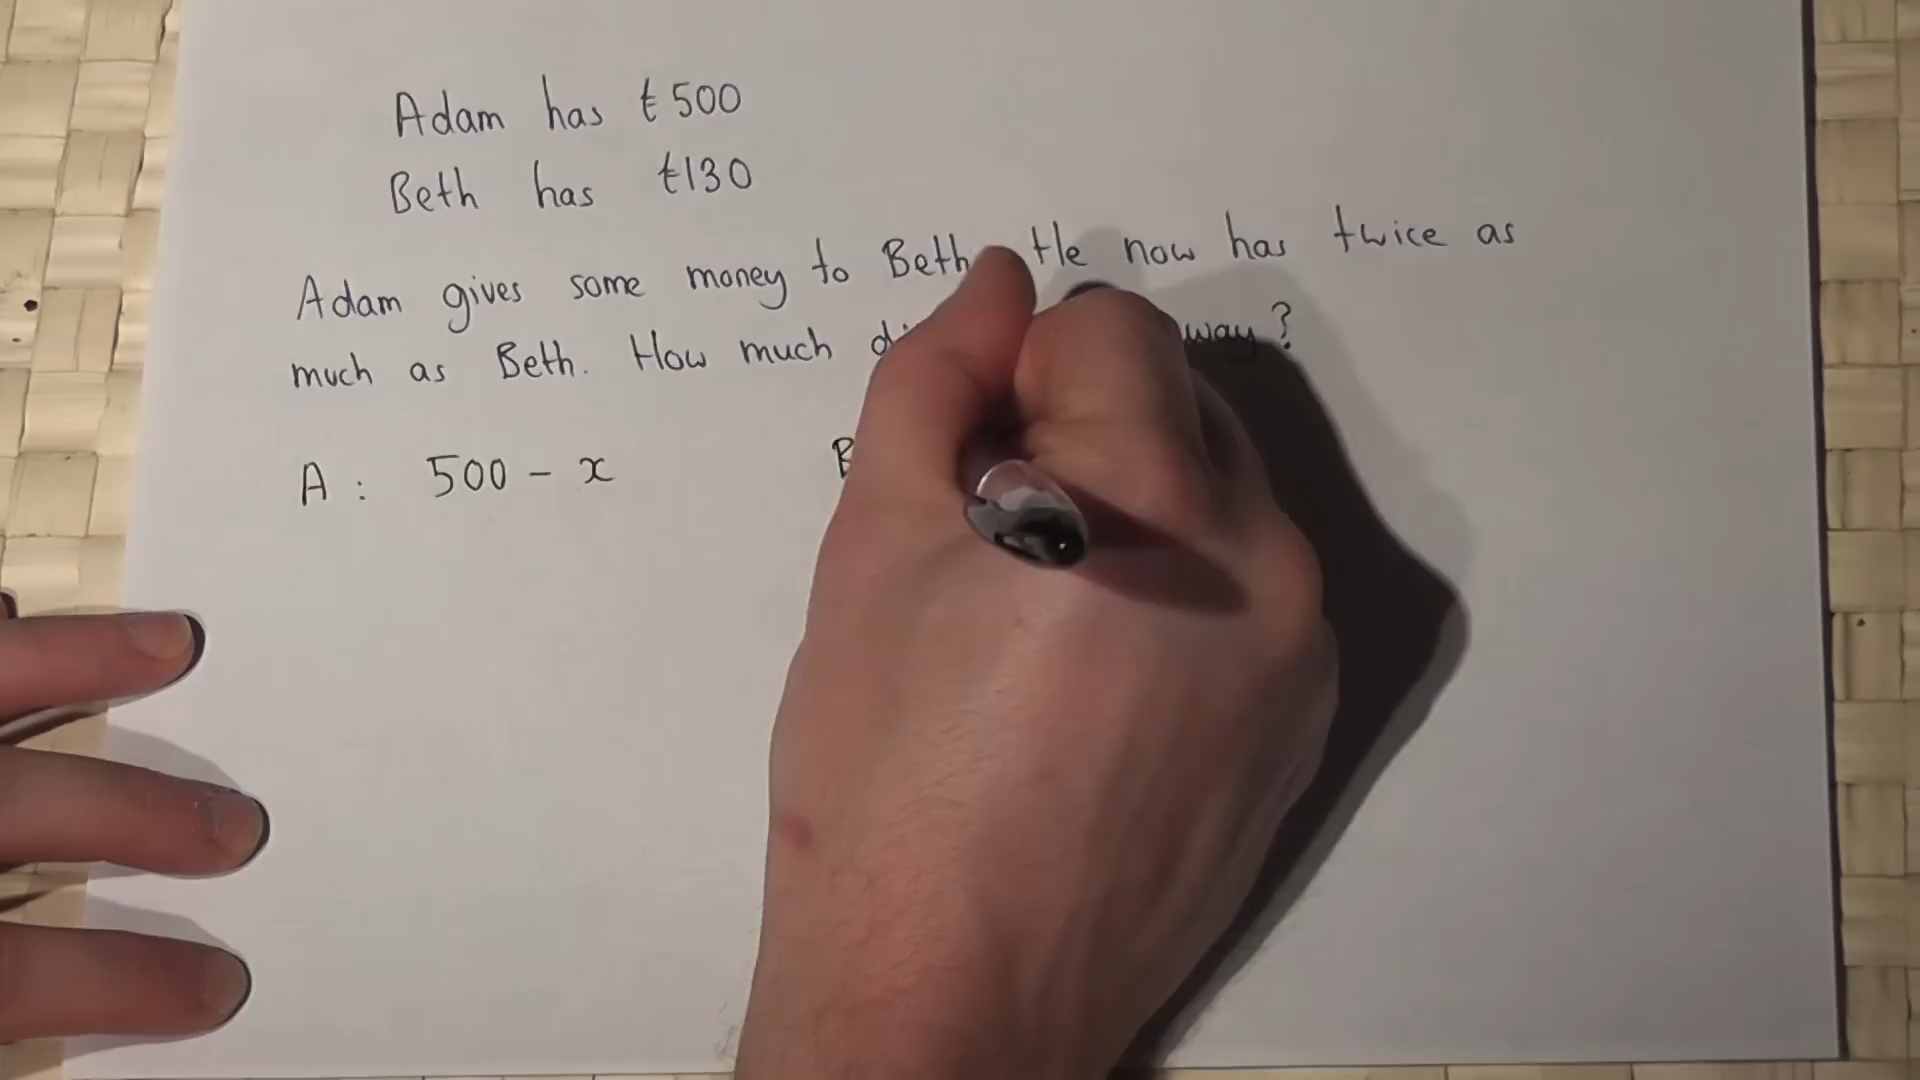 Adam has £500
Beth has £130
Adam gives some money to Beth. He now has twice as
much as Beth. How much way?
A : 500 - x B